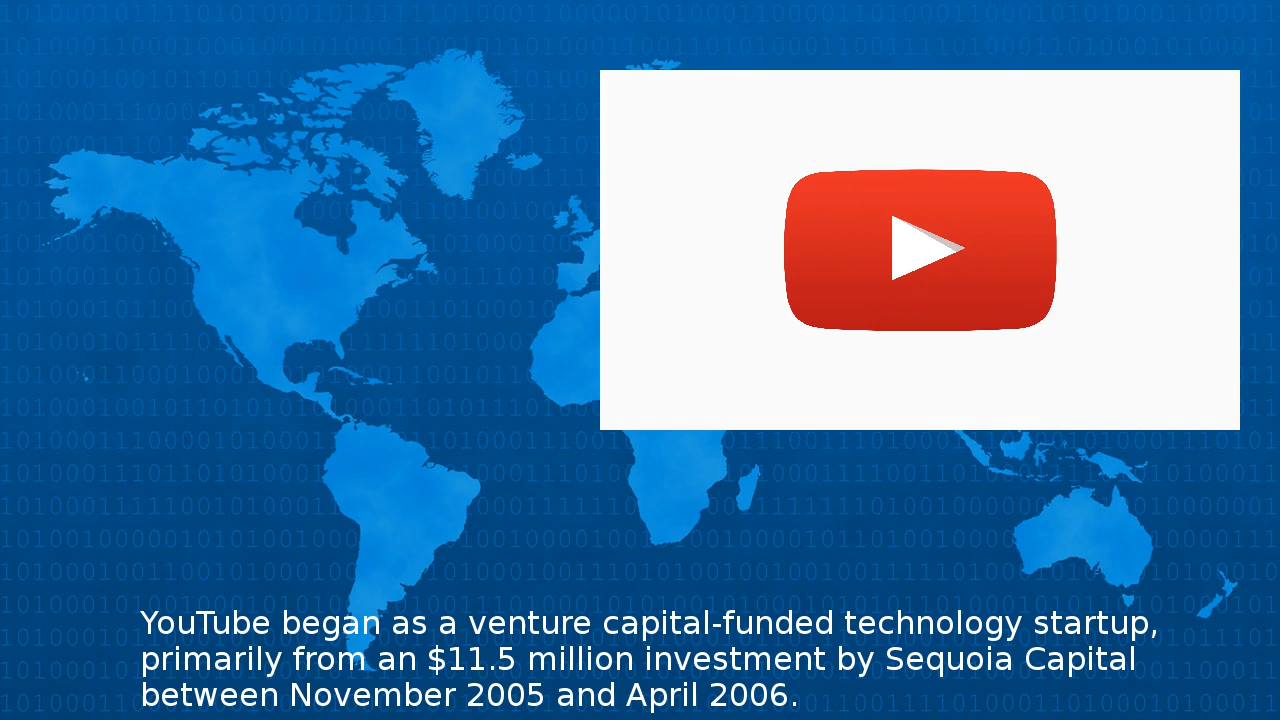 YouTube began as a venture capital-funded technology startup,
primarily from an $11.5 million investment by Sequoia Capital
between November 2005 and April 2006.